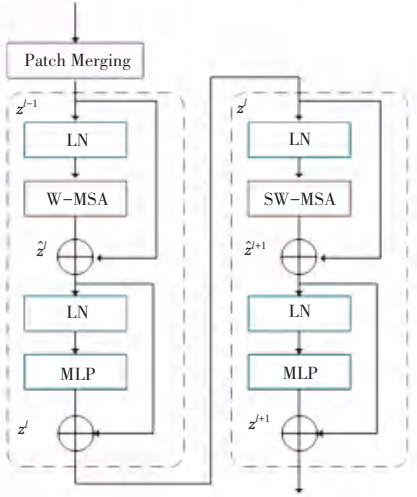 Patch Merging
z^{l-1}
LN
W-MSA
ẑ^l
LN
MLP
z^l
z^l
LN
SW-MSA
ẑ^{l+1}
LN
MLP
z^{l+1}